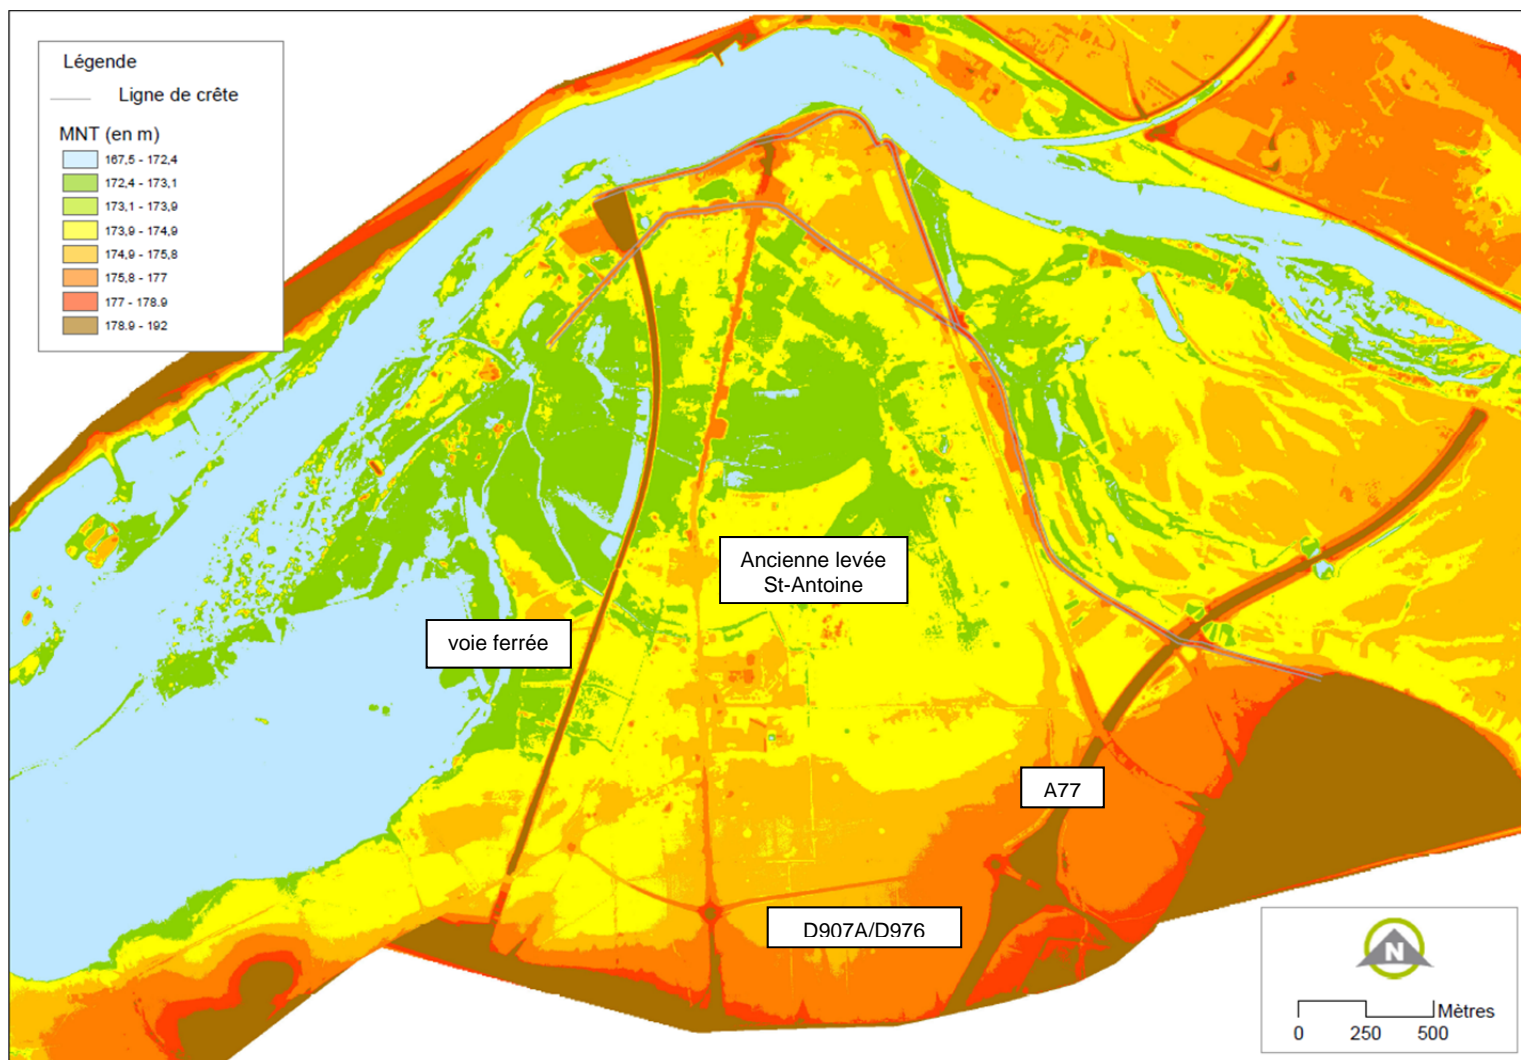 Légende
Ligne de crête
MNT (en m)
167,5 - 172,4
172,4 - 173,1
173,1 - 173,9
173,9 - 174,9
174,9 - 175,8
175,8 - 177
177 - 178.9
178.9 - 192
Ancienne levée
St-Antoine
voie ferrée
A77
D907A/D976
N
Mètres
0 250 500